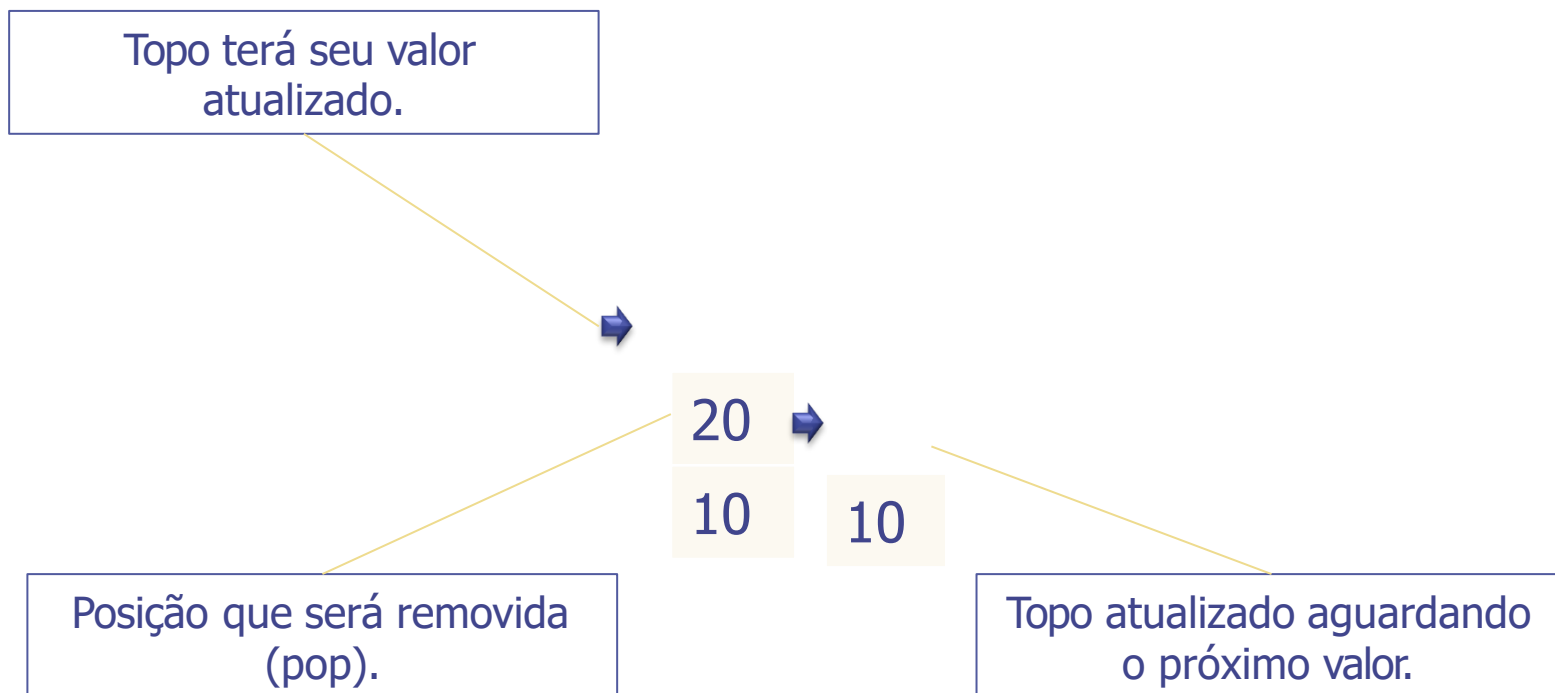 Topo terá seu valor
atualizado.
20
10
10
Posição que será removida
(pop).
Topo atualizado aguardando
o próximo valor.